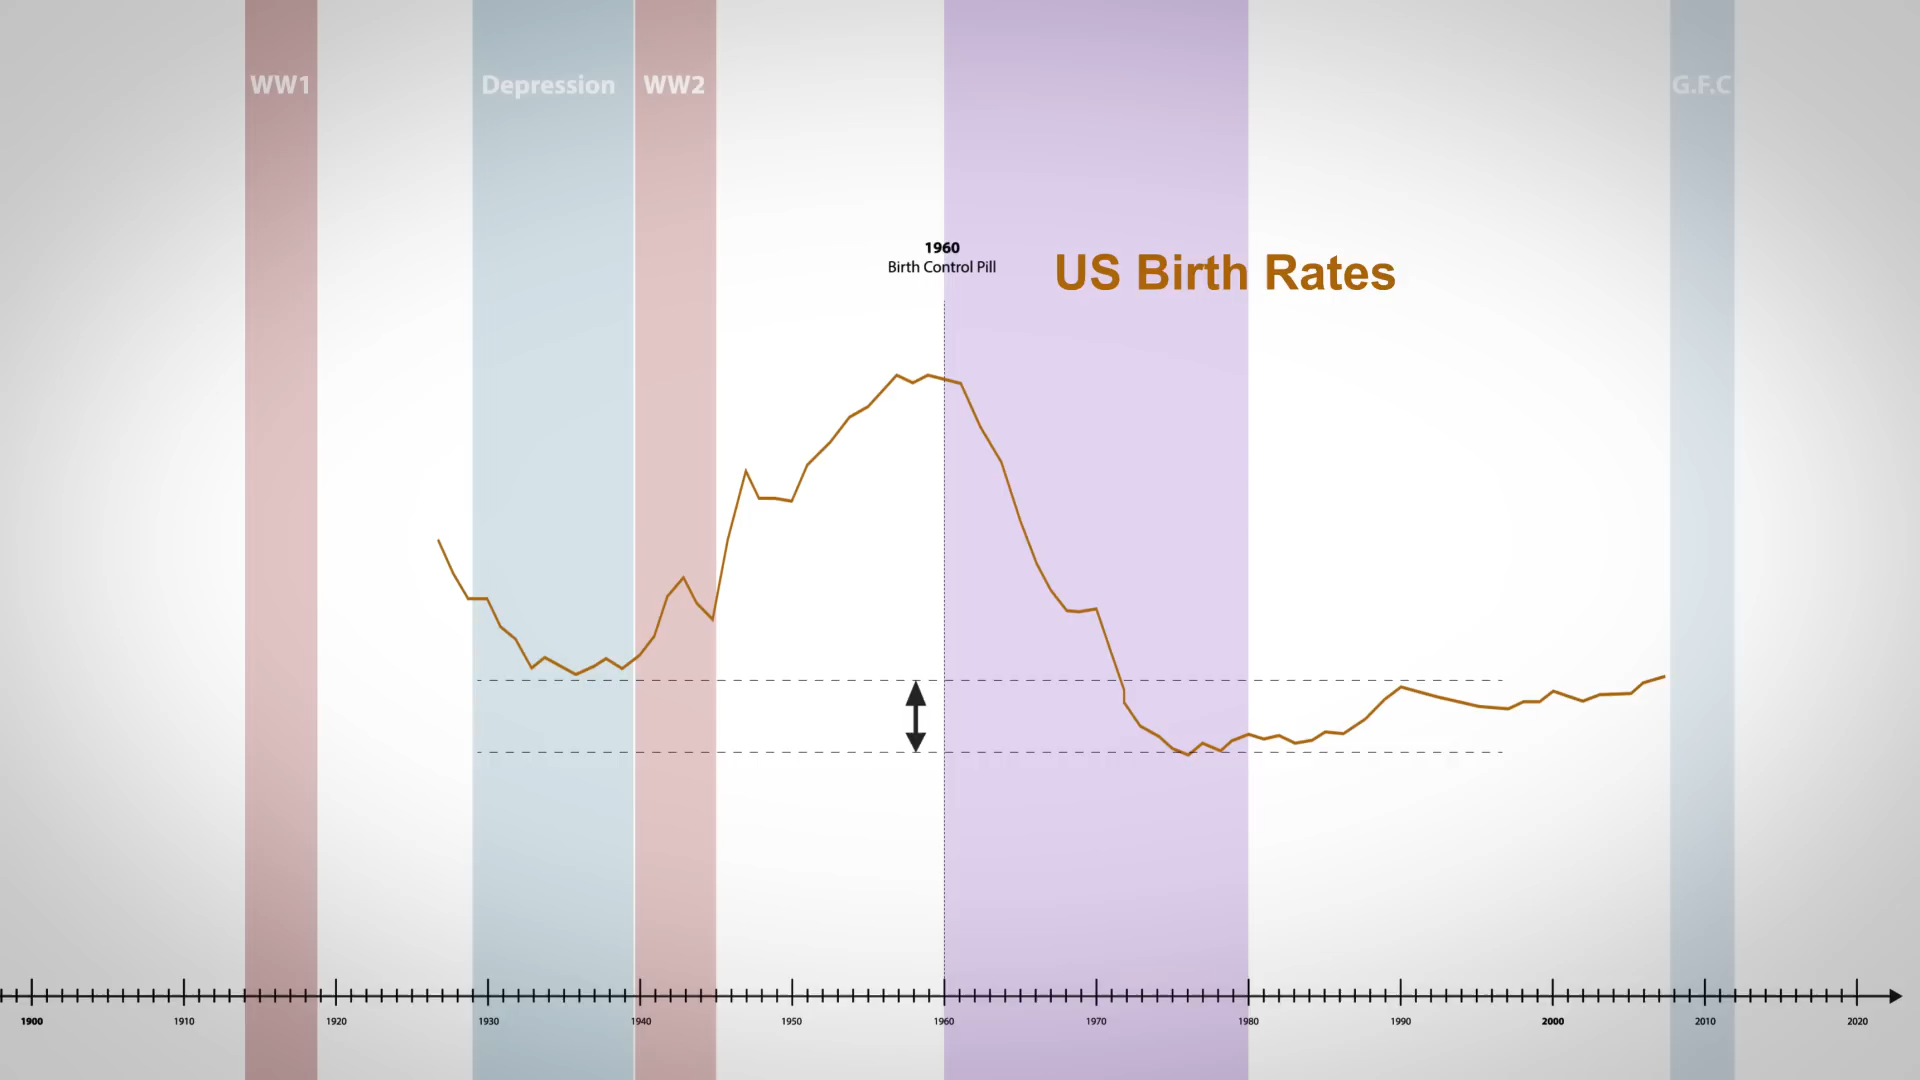 WW1
Depression
WW2
G.F.C
1960
Birth Control Pill
US Birth Rates
1900
1910
1920
1930
1940
1950
1960
1970
1980
1990
2000
2010
2020